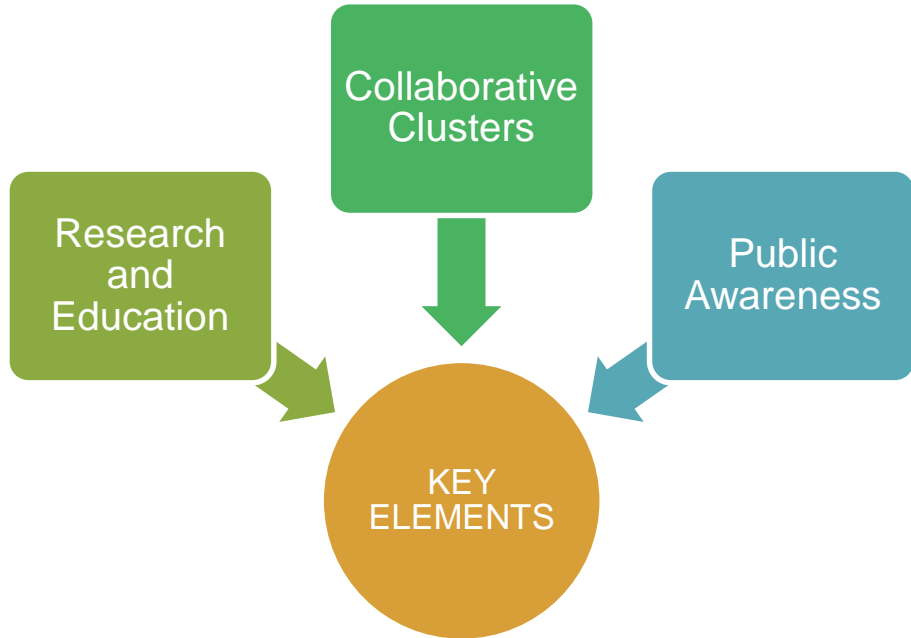 Collaborative
Clusters
Research
and
Education
Public
Awareness
KEY
ELEMENTS